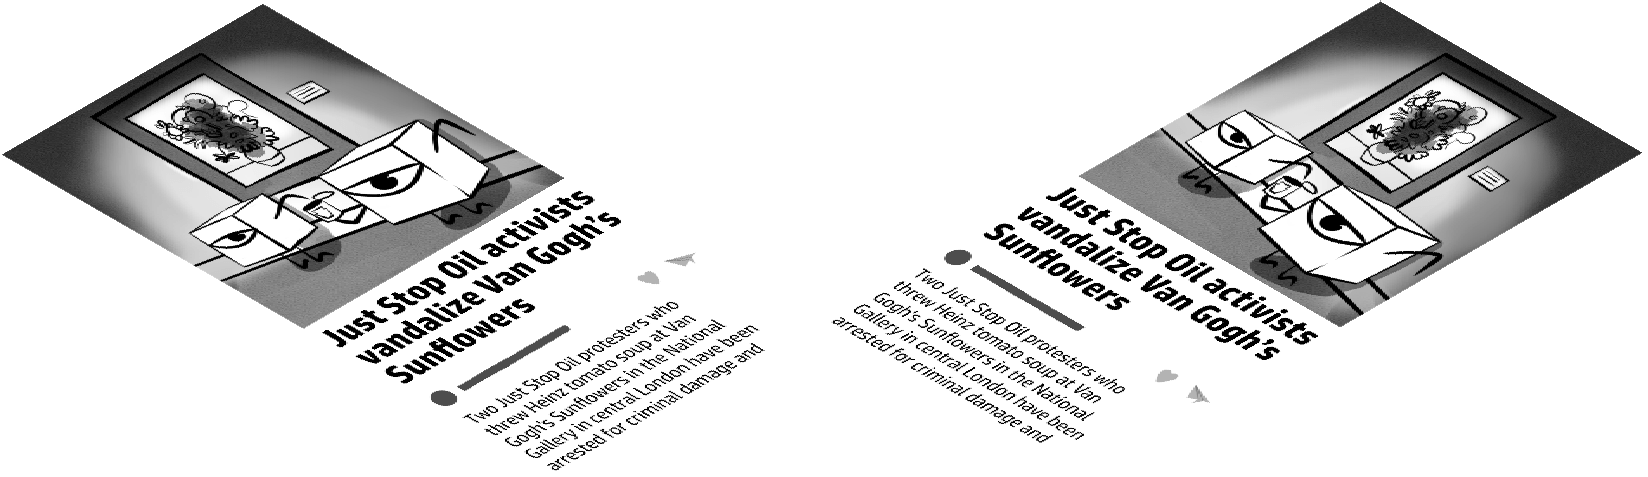 Just Stop Oil activists
vandalize Van Gogh's
Sunflowers
Two Just Stop Oil protesters who
threw Heinz tomato soup at Van
Gogh's Sunflowers in the National
Gallery in central London have been
arrested for criminal damage and
Just Stop Oil activists
vandalize Van Gogh's
Sunflowers
Two Just Stop Oil protesters who
threw Heinz tomato soup at Van
Gogh's Sunflowers in the National
Gallery in central London have been
arrested for criminal damage and